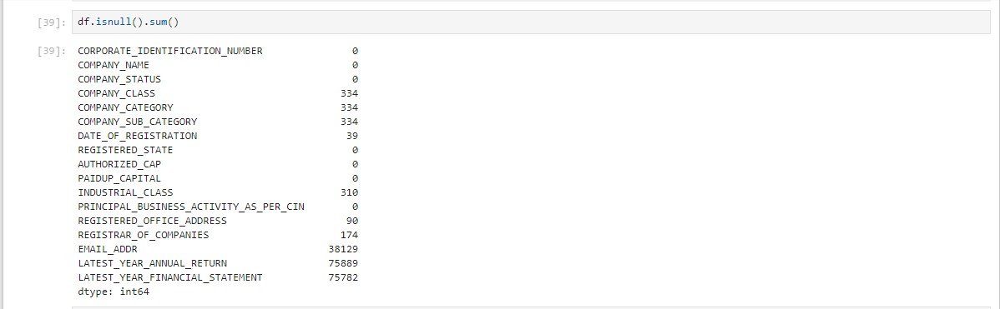 [39]: df.isnull().sum()
[39]: CORPORATE_IDENTIFICATION_NUMBER 0
COMPANY_NAME 0
COMPANY_STATUS 0
COMPANY_CLASS 334
COMPANY_CATEGORY 334
COMPANY_SUB_CATEGORY 334
DATE_OF_REGISTRATION 39
REGISTERED_STATE 0
AUTHORIZED_CAP 0
PAIDUP_CAPITAL 0
INDUSTRIAL_CLASS 310
PRINCIPAL_BUSINESS_ACTIVITY_AS_PER_CIN 0
REGISTERED_OFFICE_ADDRESS 90
REGISTRAR_OF_COMPANIES 174
EMAIL_ADDR 38129
LATEST_YEAR_ANNUAL_RETURN 75889
LATEST_YEAR_FINANCIAL_STATEMENT 75782
dtype: int64